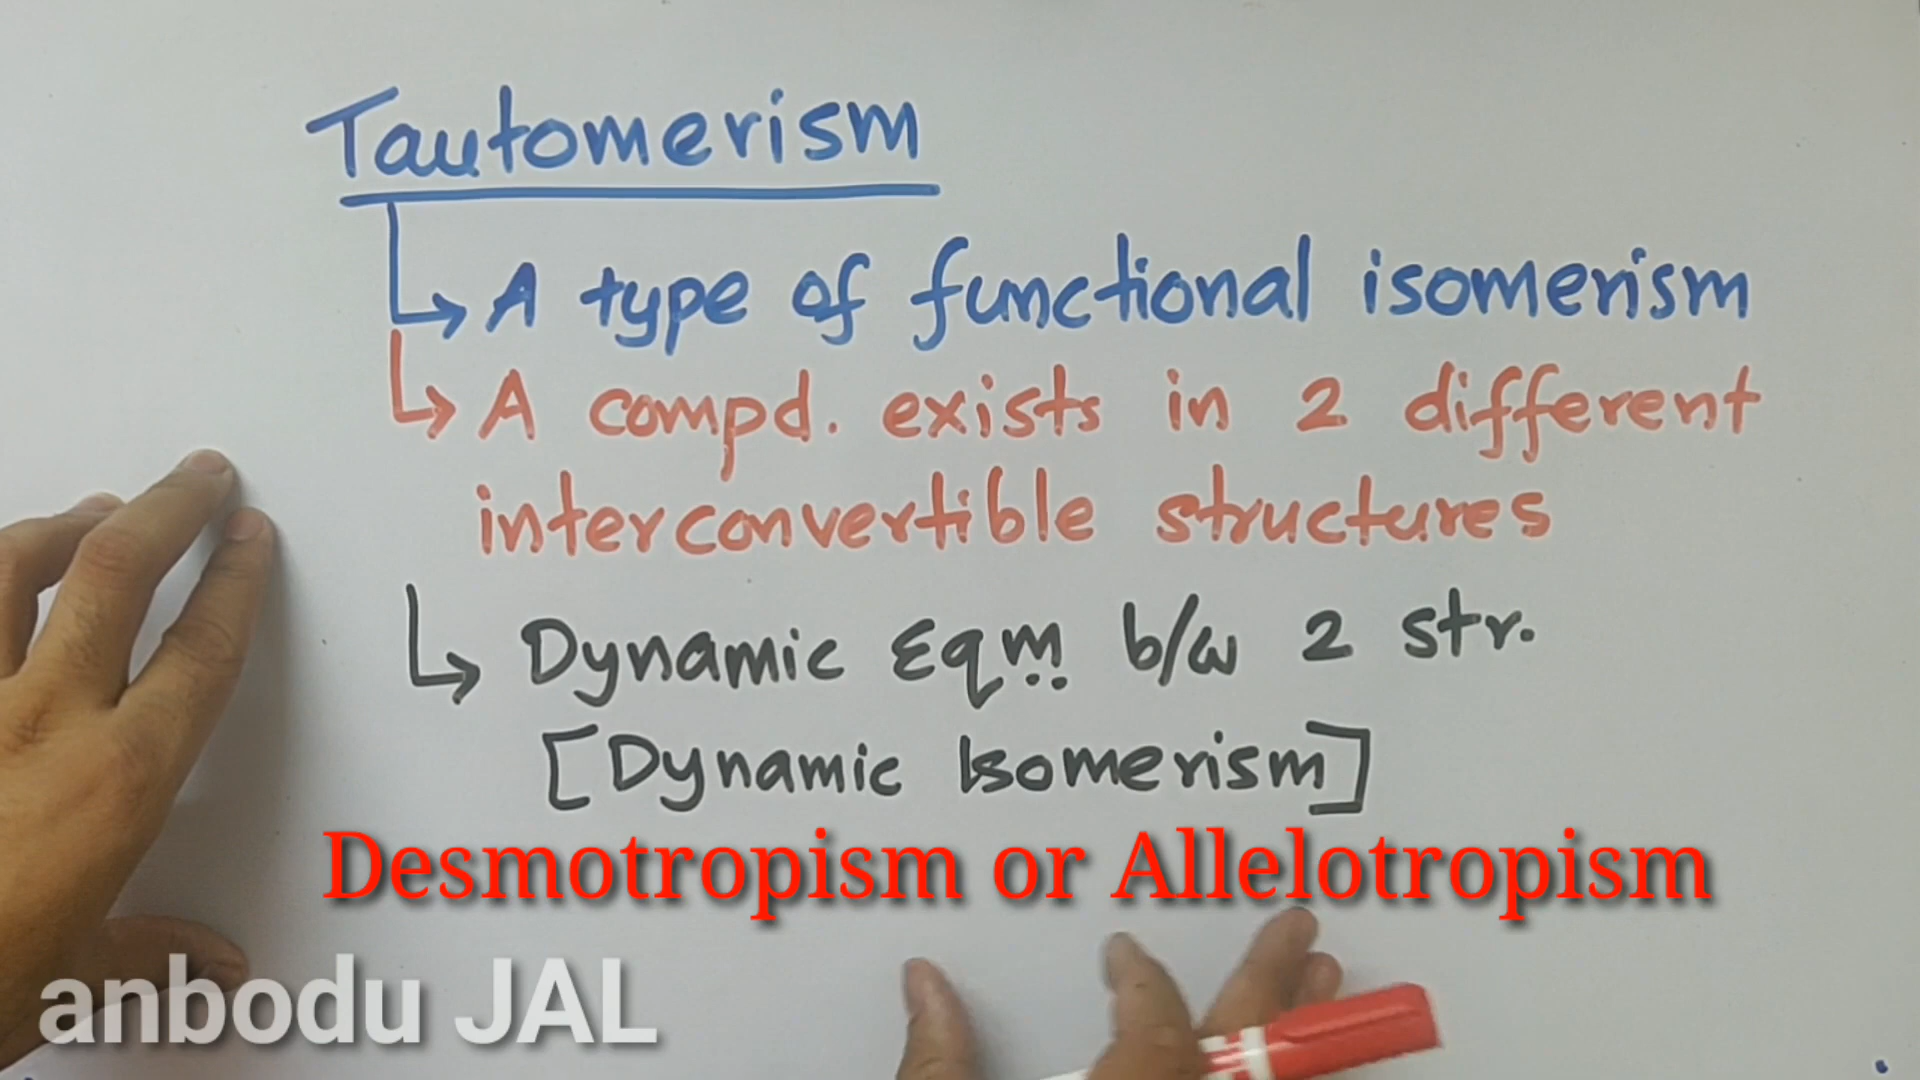 Tautomerism
A type of functional isomerism
A compd. exists in 2 different
interconvertible structures
Dynamic Eqm b/w 2 str.
[Dynamic Isomerism]
Desmotropism or Allelotropism
anbodu JAL